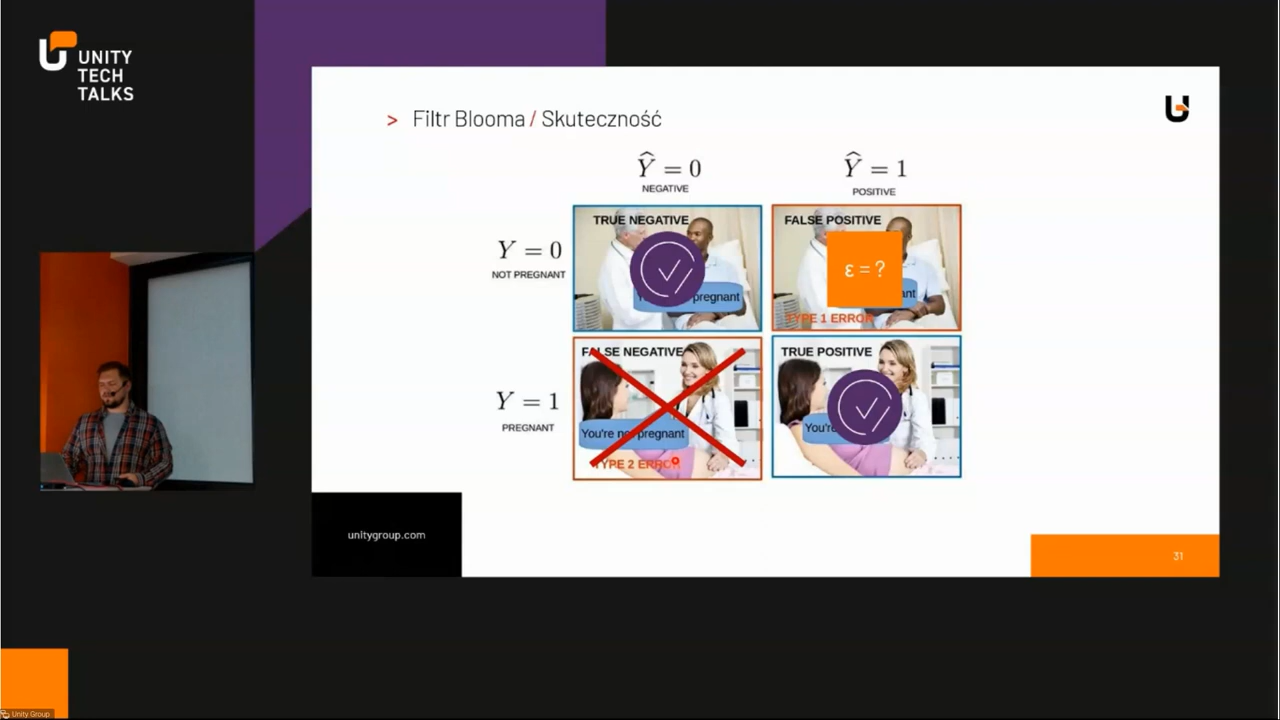 UNITY
TECH
TALKS
> Filtr Blooma / Skuteczność
Ŷ = 0
NEGATIVE
Ŷ = 1
POSITIVE
Y = 0
NOT PREGNANT
TRUE NEGATIVE
pregnant
FALSE POSITIVE
ε = ?
TYPE 1 ERROR
Y = 1
PREGNANT
FALSE NEGATIVE
You're not pregnant
TYPE 2 ERROR
TRUE POSITIVE
You're
unitygroup.com
31
Unity Group